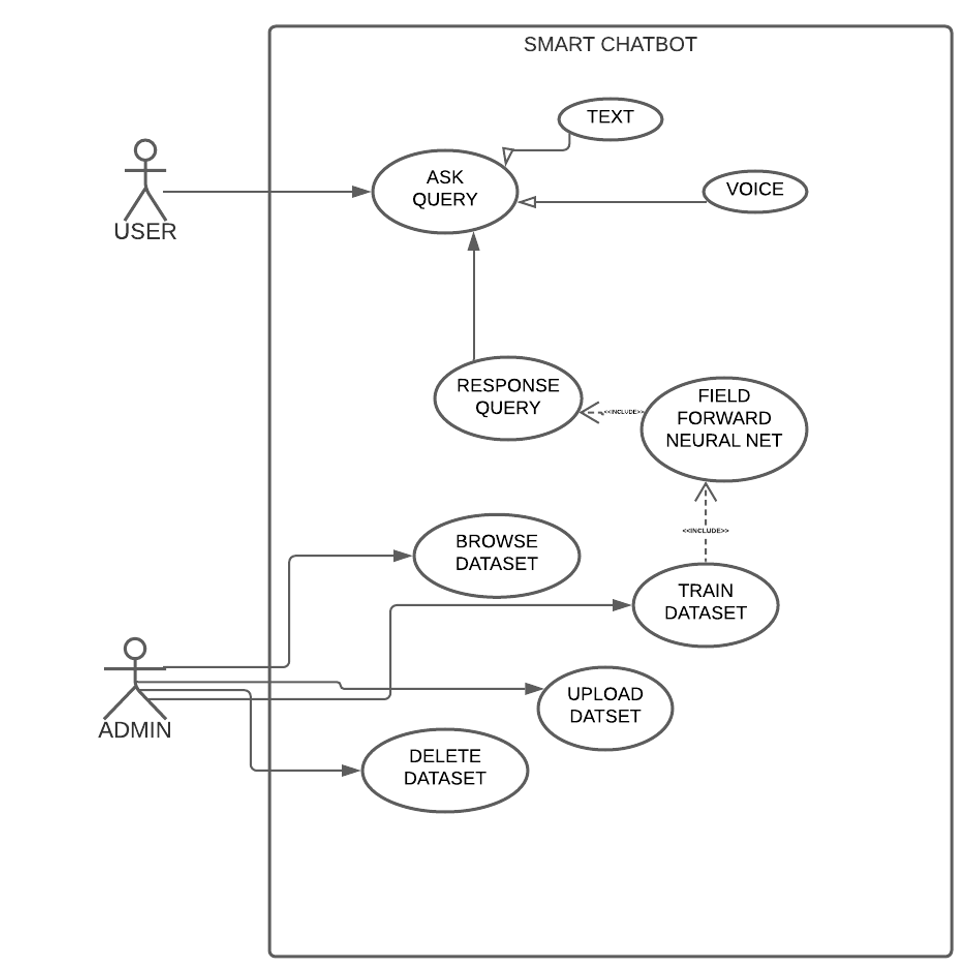 SMART CHATBOT
TEXT
ASK
QUERY
VOICE
USER
RESPONSE
QUERY
<<INCLUDE>>
FIELD
FORWARD
NEURAL NET
<<INCLUDE>>
BROWSE
DATASET
TRAIN
DATASET
UPLOAD
DATSET
ADMIN
DELETE
DATASET